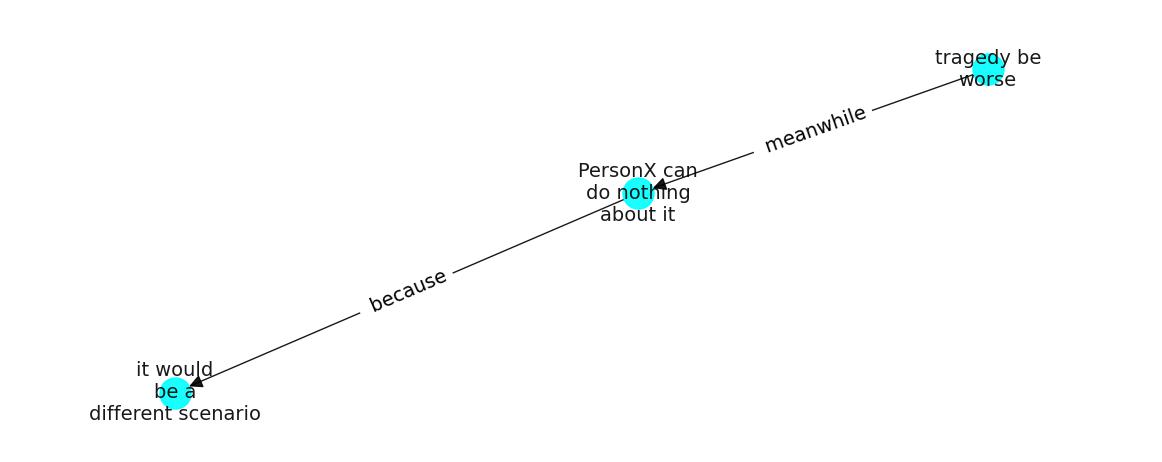 tragedy be
worse
meanwhile
PersonX can
do nothing
about it
because
it would
be a
different scenario